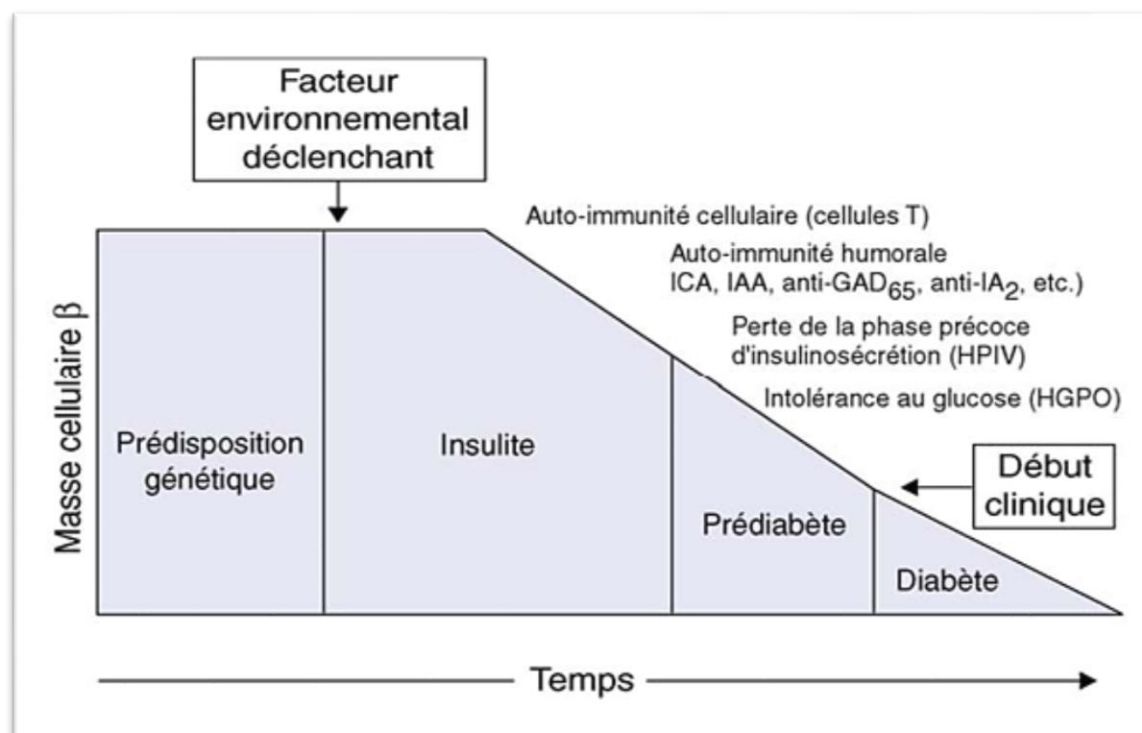 Facteur
environnemental
déclenchant
Auto-immunité cellulaire (cellules T)
Auto-immunité humorale
ICA, IAA, anti-GAD65, anti-IA2, etc.)
Perte de la phase précoce
d'insulinosécrétion (HPIV)
Intolérance au glucose (HGPO)
Masse cellulaire β
Prédisposition
génétique
Insulite
Prédiabète
Diabète
Début
clinique
Temps